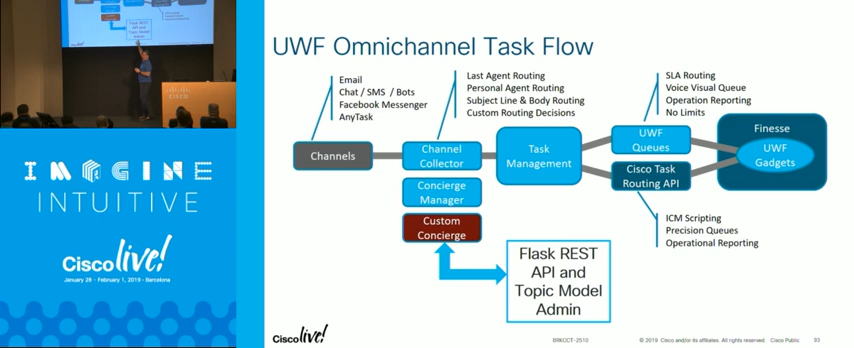 cisco
IMAGINE
INTUITIVE
Cisco live!
January 28 - February 1, 2019 · Barcelona
UWF Omnichannel Task Flow
Email
Chat / SMS / Bots
Facebook Messenger
AnyTask
Last Agent Routing
Personal Agent Routing
Subject Line & Body Routing
Custom Routing Decisions
SLA Routing
Voice Visual Queue
Operation Reporting
No Limits
Channels
Channel
Collector
Task
Management
UWF
Queues
Finesse
UWF
Gadgets
Cisco Task
Routing API
Concierge
Manager
Custom
Concierge
ICM Scripting
Precision Queues
Operational Reporting
Flask REST
API and
Topic Model
Admin
Cisco live!
BRKCCT-2510
© 2019 Cisco and/or its affiliates. All rights reserved. Cisco Public
93